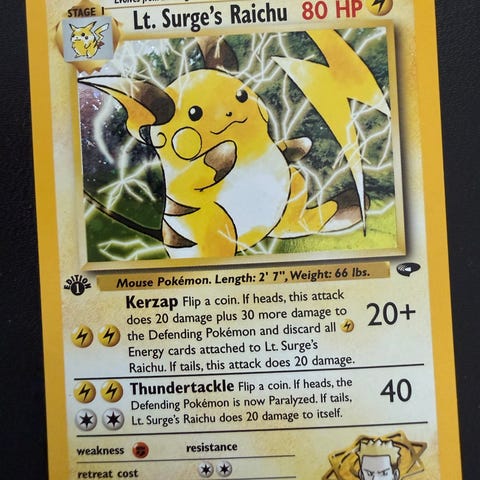 STAGE 1
Lt. Surge's Raichu 80 HP
EDITION
1
Mouse Pokémon. Length: 2' 7", Weight: 66 lbs.
Kerzap Flip a coin. If heads, this attack
does 20 damage plus 30 more damage to
the Defending Pokémon and discard all
Energy cards attached to Lt. Surge's
Raichu. If tails, this attack does 20 damage.
20+
Thundertackle Flip a coin. If heads, the
Defending Pokémon is now Paralyzed. If tails,
Lt. Surge's Raichu does 20 damage to itself.
40
weakness resistance
retreat cost